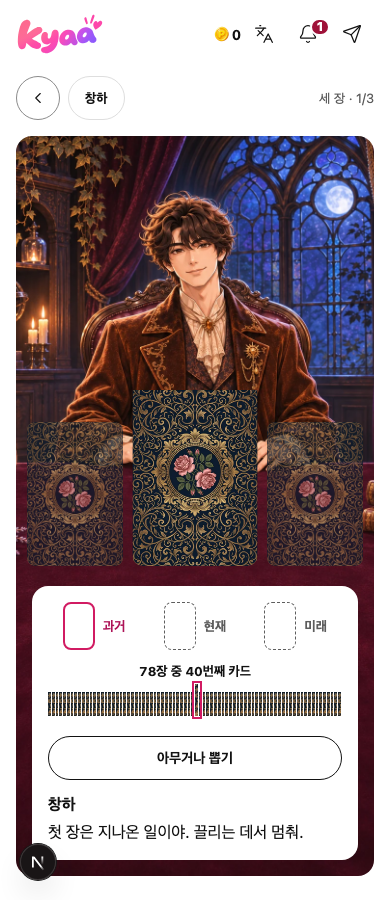 kyaa
0
1
창하
세 장 · 1/3
과거
현재
미래
78장 중 40번째 카드
아무거나 뽑기
창하
첫 장은 지나온 일이야. 끌리는 데서 멈춰.
N